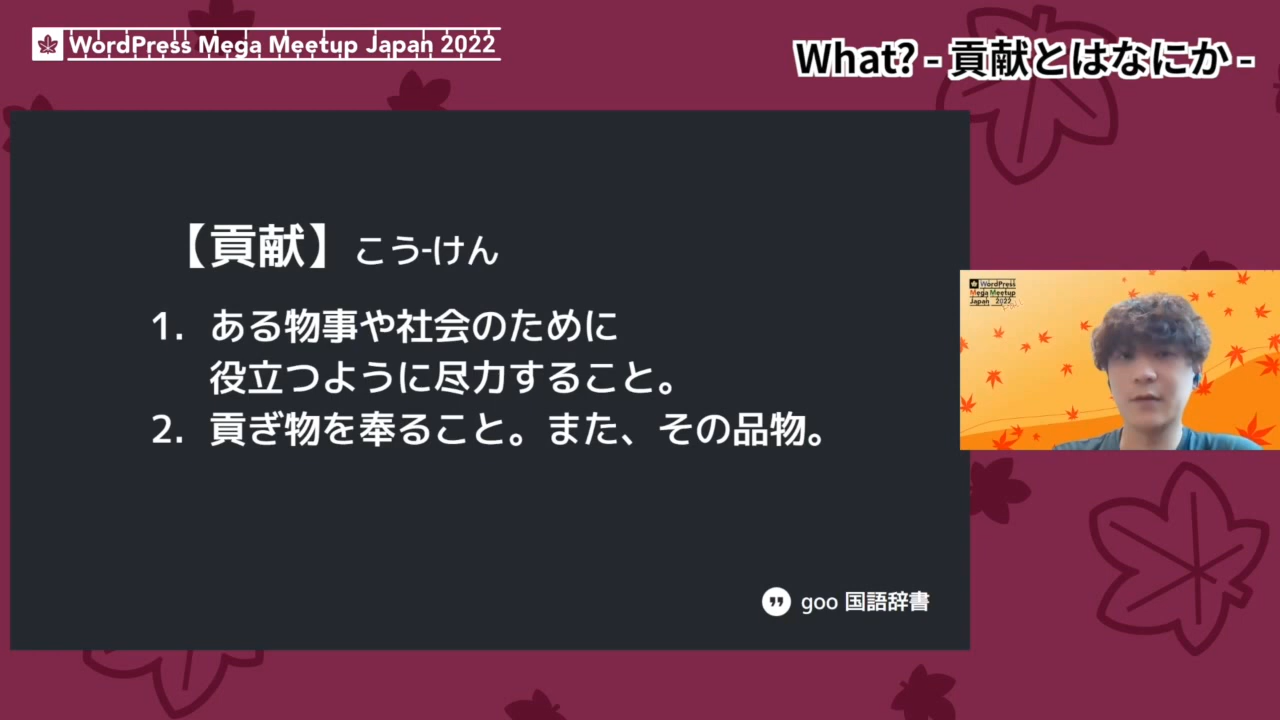 WordPress Mega Meetup Japan 2022
What? - 貢献とはなにか -
【貢献】こう-けん
1. ある物事や社会のために
役立つように尽力すること。
2. 貢ぎ物を奉ること。また、その品物。
goo 国語辞書
WordPress
Mega Meetup
Japan 2022